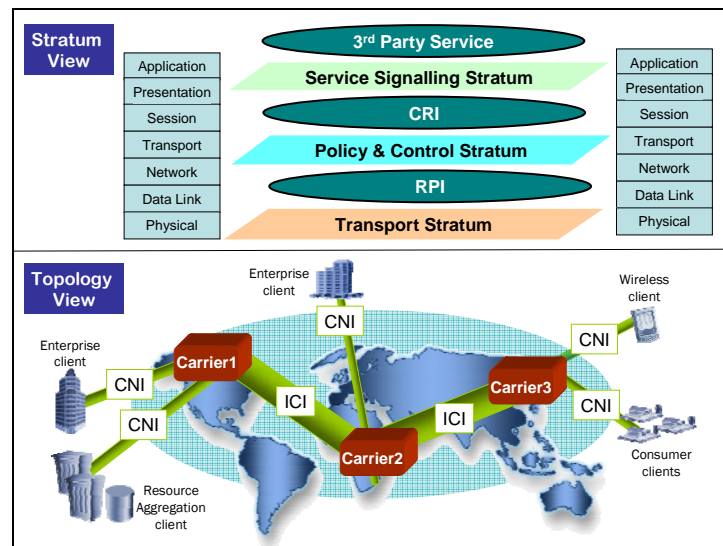 Stratum
View
3rd Party Service
Service Signalling Stratum
CRI
Policy & Control Stratum
RPI
Transport Stratum
Application
Presentation
Session
Transport
Network
Data Link
Physical
Application
Presentation
Session
Transport
Network
Data Link
Physical
Topology
View
Enterprise
client
CNI
Wireless
client
CNI
Enterprise
client
CNI
Carrier1
CNI
ICI
Carrier2
ICI
Carrier3
CNI
Consumer
clients
Resource
Aggregation
client